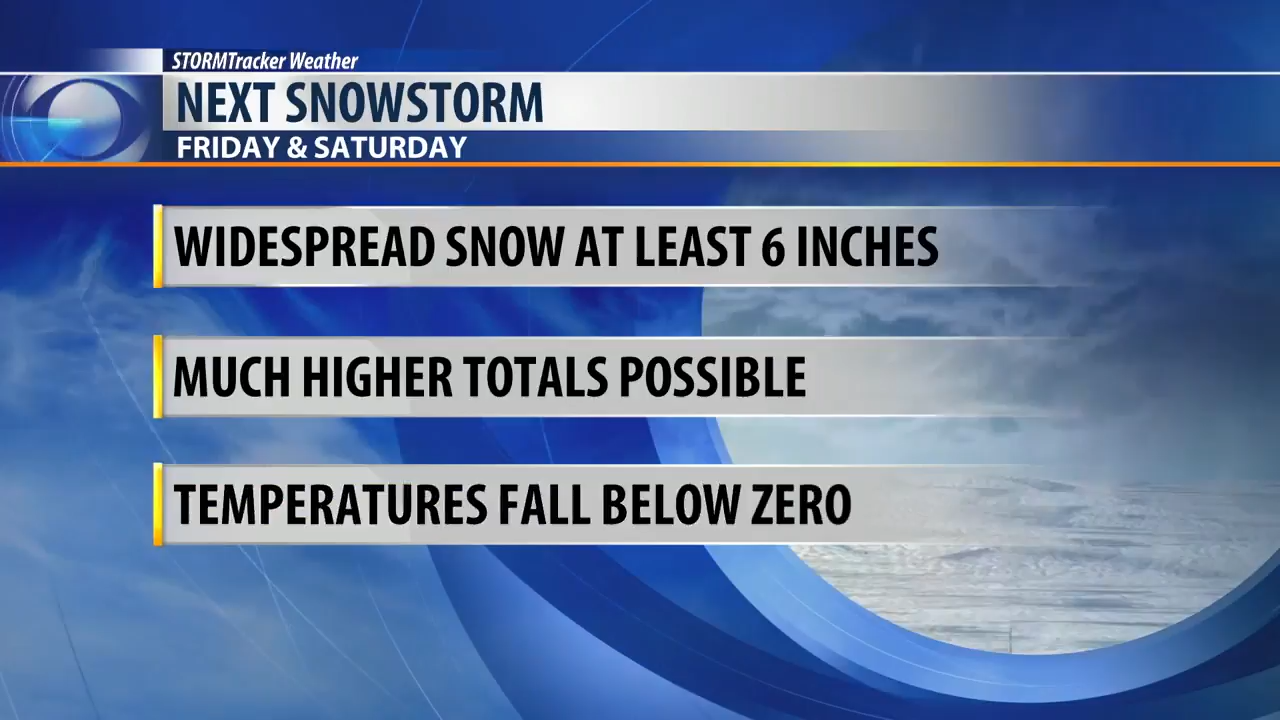 STORMTracker Weather
NEXT SNOWSTORM
FRIDAY & SATURDAY
WIDESPREAD SNOW AT LEAST 6 INCHES
MUCH HIGHER TOTALS POSSIBLE
TEMPERATURES FALL BELOW ZERO